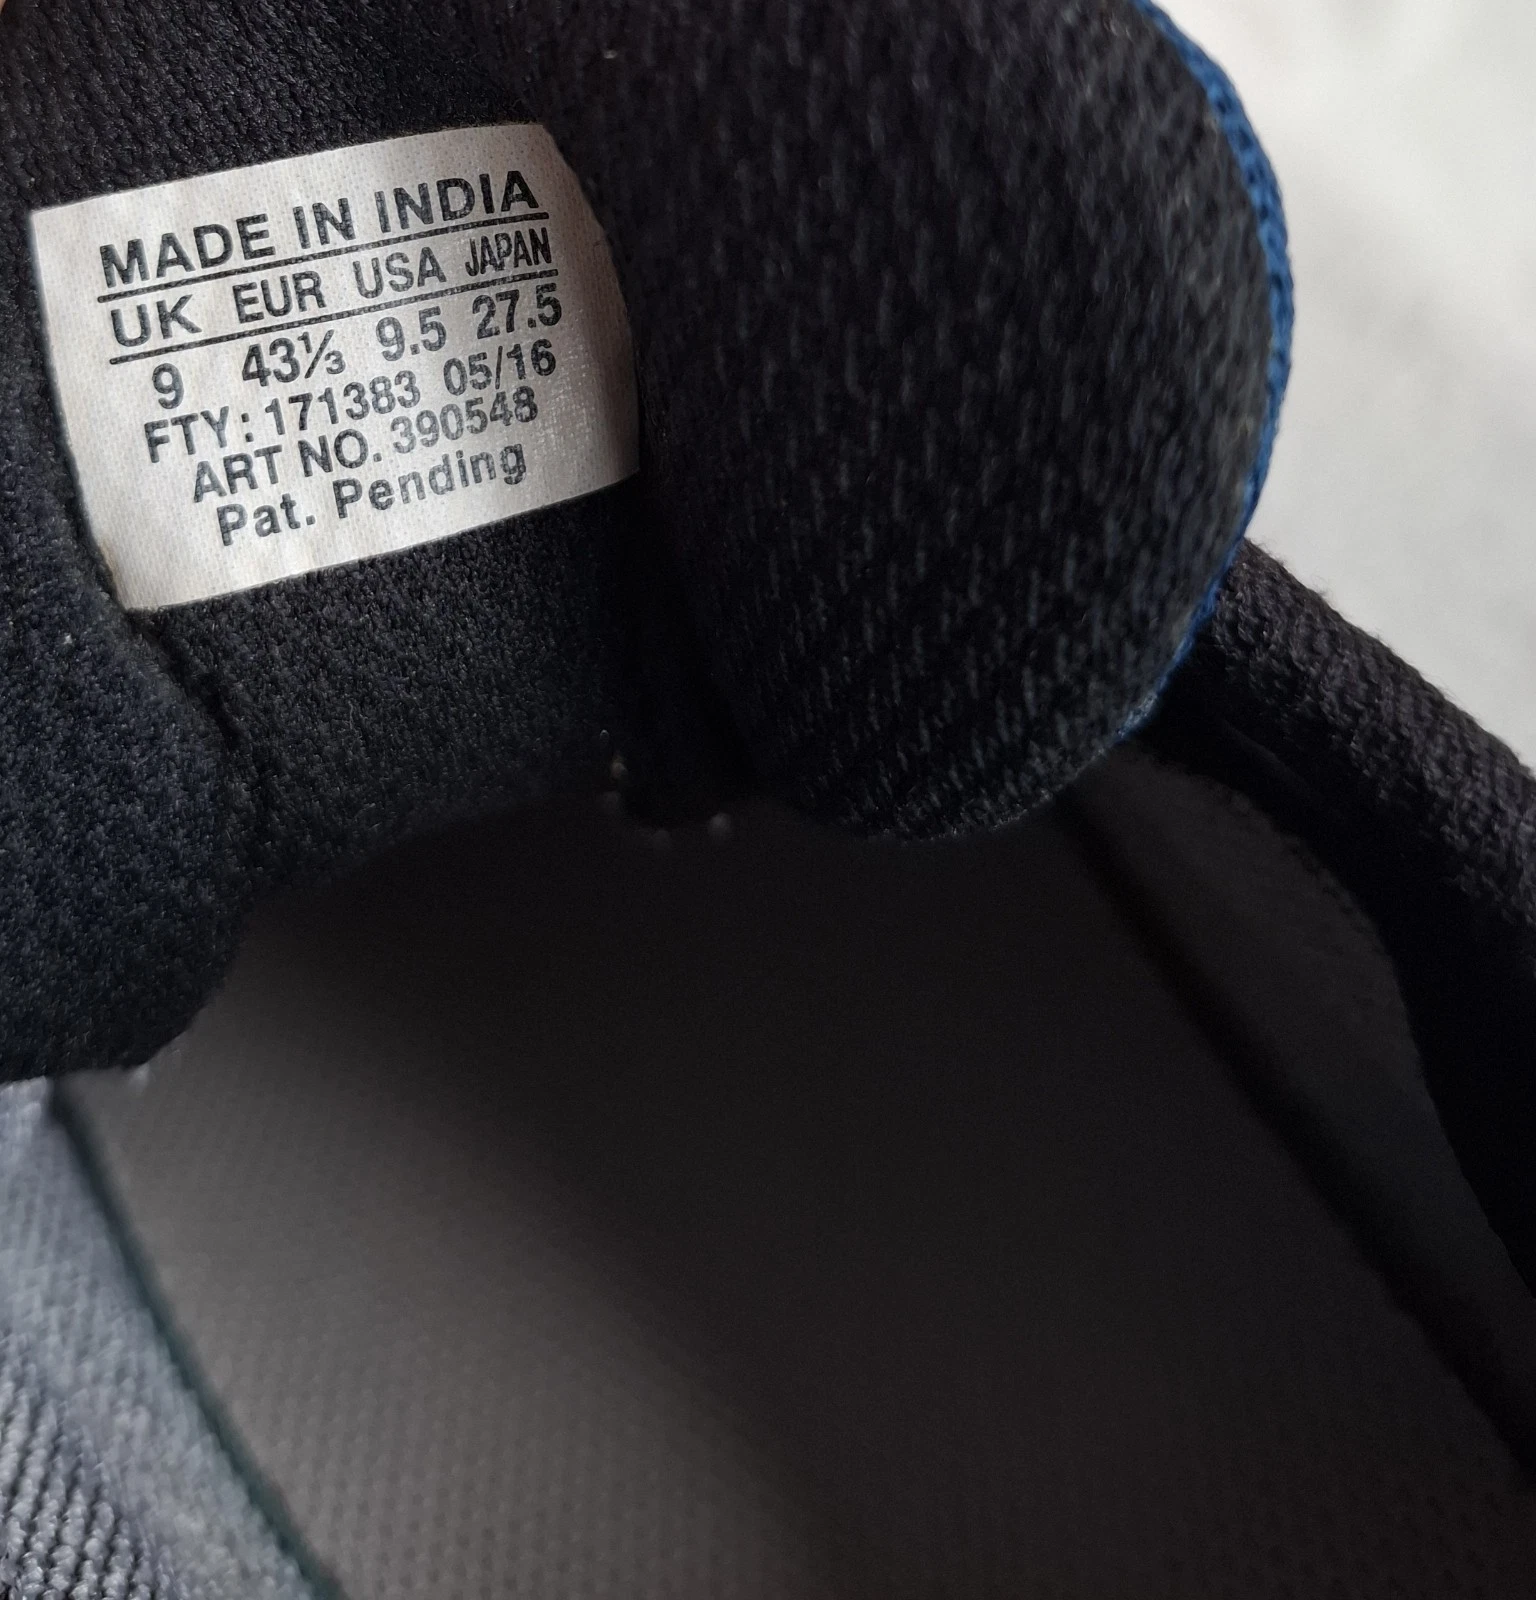 MADE IN INDIA
UK EUR USA JAPAN
9 43⅓ 9.5 27.5
FTY: 171383 05/16
ART NO. 390548
Pat. Pending